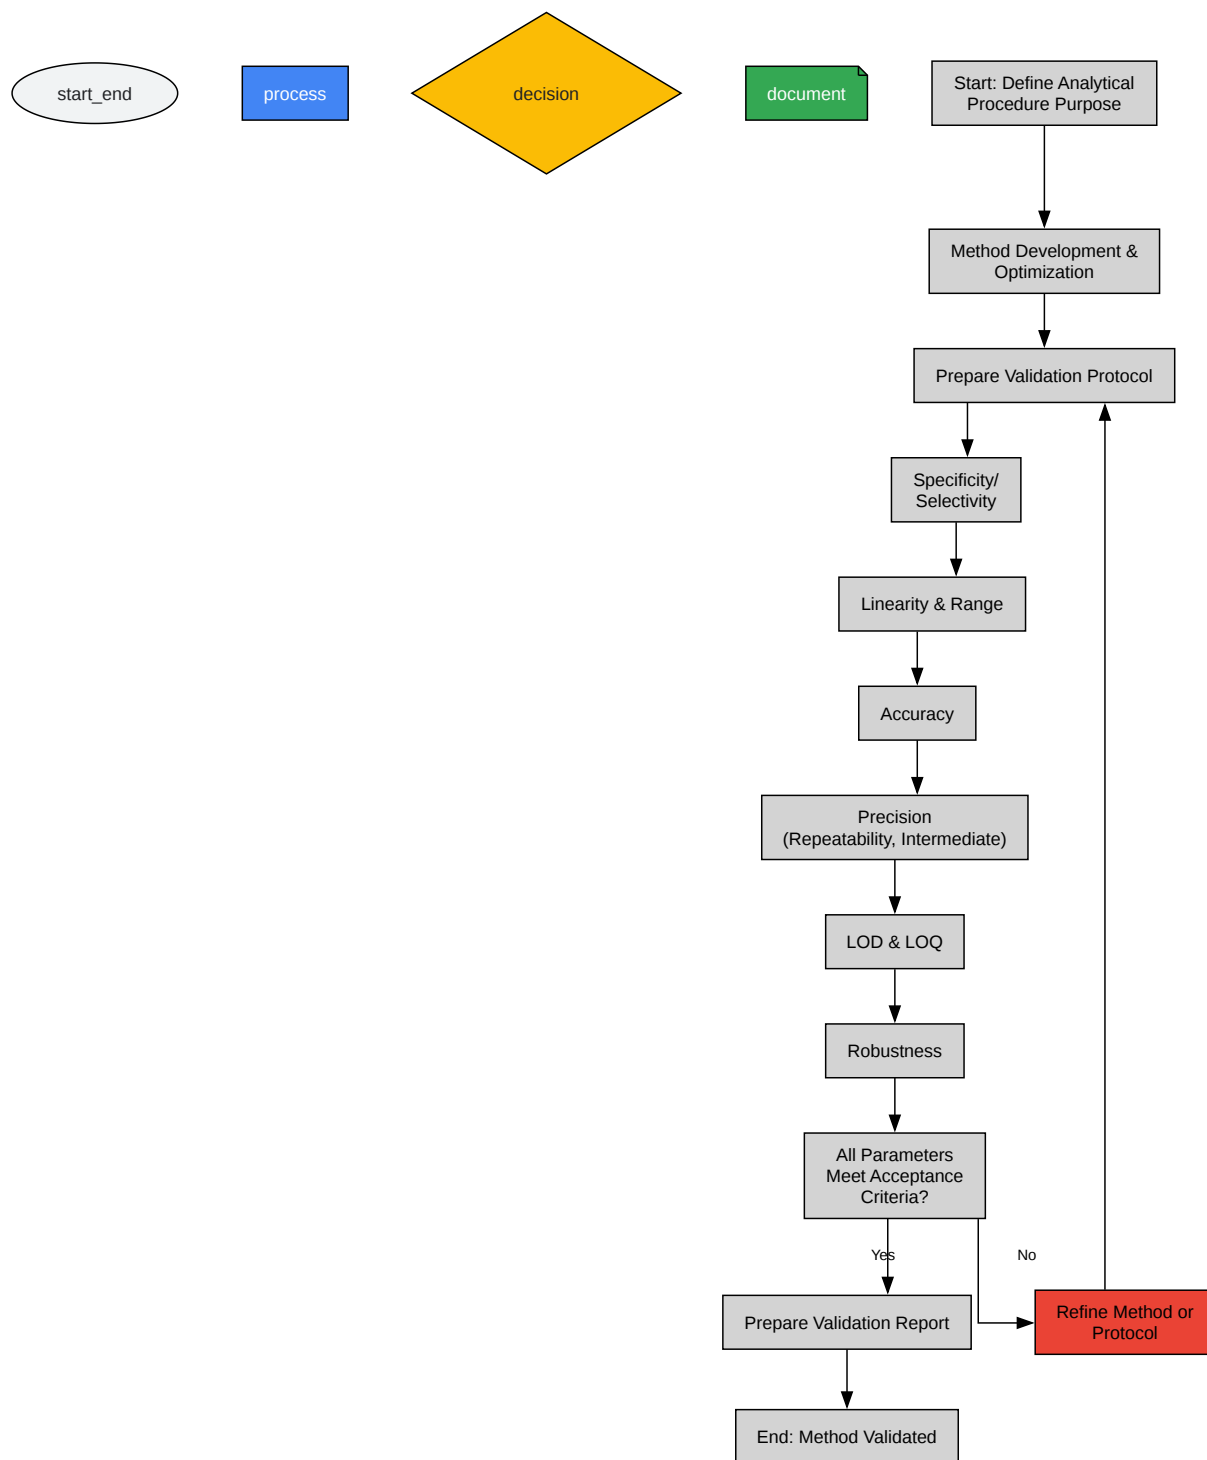 start_end
process
decision
document
Start: Define Analytical
Procedure Purpose
Method Development &
Optimization
Prepare Validation Protocol
Specificity/
Selectivity
Linearity & Range
Accuracy
Precision
(Repeatability, Intermediate)
LOD & LOQ
Robustness
All Parameters
Meet Acceptance
Criteria?
Yes
No
Prepare Validation Report
Refine Method or
Protocol
End: Method Validated